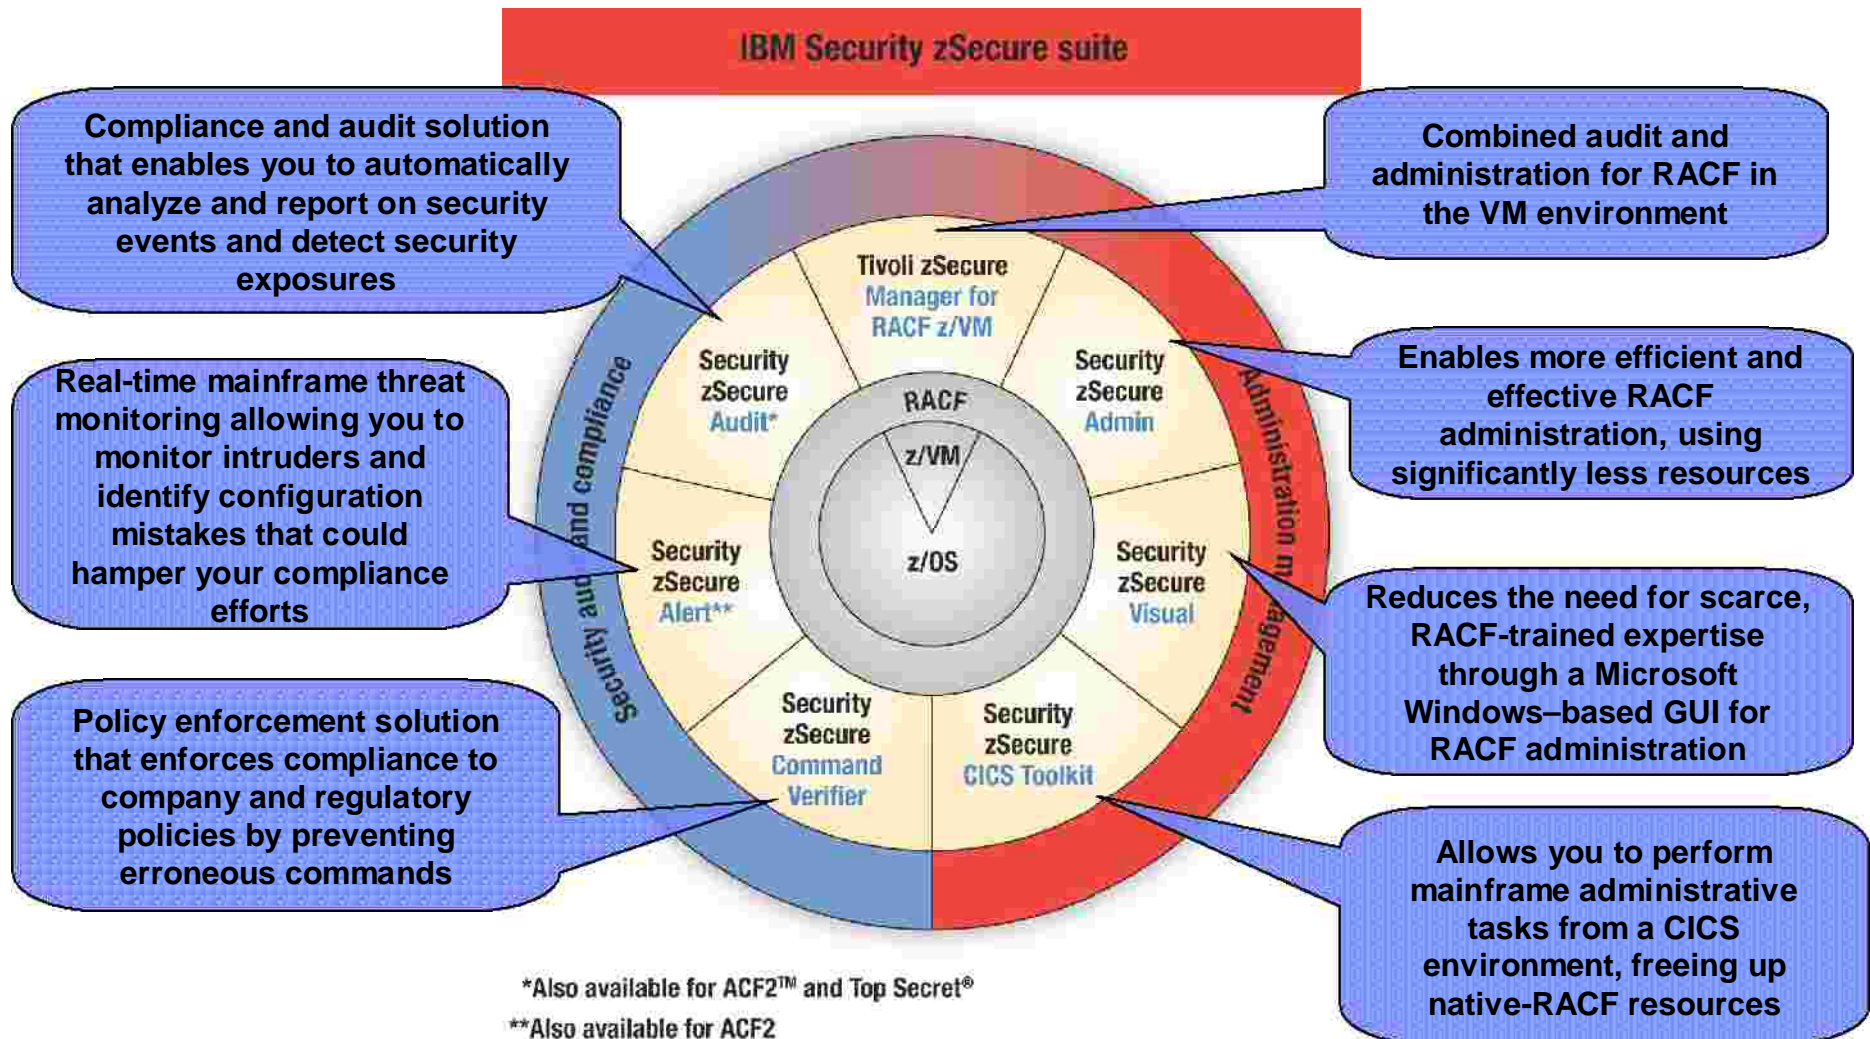 IBM Security zSecure suite
Compliance and audit solution
that enables you to automatically
analyze and report on security
events and detect security
exposures
Real-time mainframe threat
monitoring allowing you to
monitor intruders and
identify configuration
mistakes that could
hamper your compliance
efforts
Policy enforcement solution
that enforces compliance to
company and regulatory
policies by preventing
erroneous commands
Combined audit and
administration for RACF in
the VM environment
Enables more efficient and
effective RACF
administration, using
significantly less resources
Reduces the need for scarce,
RACF-trained expertise
through a Microsoft
Windows–based GUI for
RACF administration
Allows you to perform
mainframe administrative
tasks from a CICS
environment, freeing up
native-RACF resources
Tivoli zSecure
Manager for
RACF z/VM
Security
zSecure
Audit*
Security
zSecure
Admin
Security
zSecure
Alert**
Security
zSecure
Visual
Security
zSecure
Command
Verifier
Security
zSecure
CICS Toolkit
RACF
z/VM
z/OS
Security aud and compliance
Administration m agement
*Also available for ACF2™ and Top Secret®
**Also available for ACF2